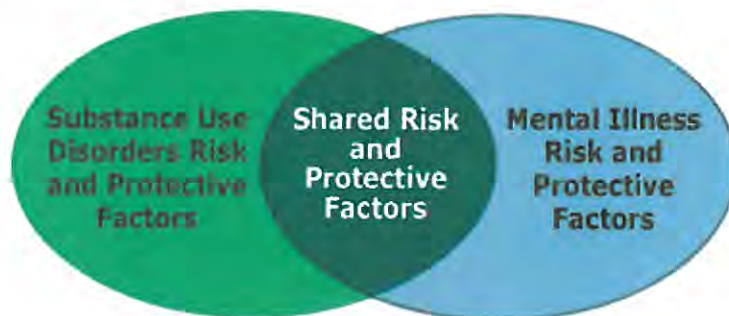 Substance Use
Disorders Risk
and Protective
Factors
Shared Risk
and
Protective
Factors
Mental Illness
Risk and
Protective
Factors